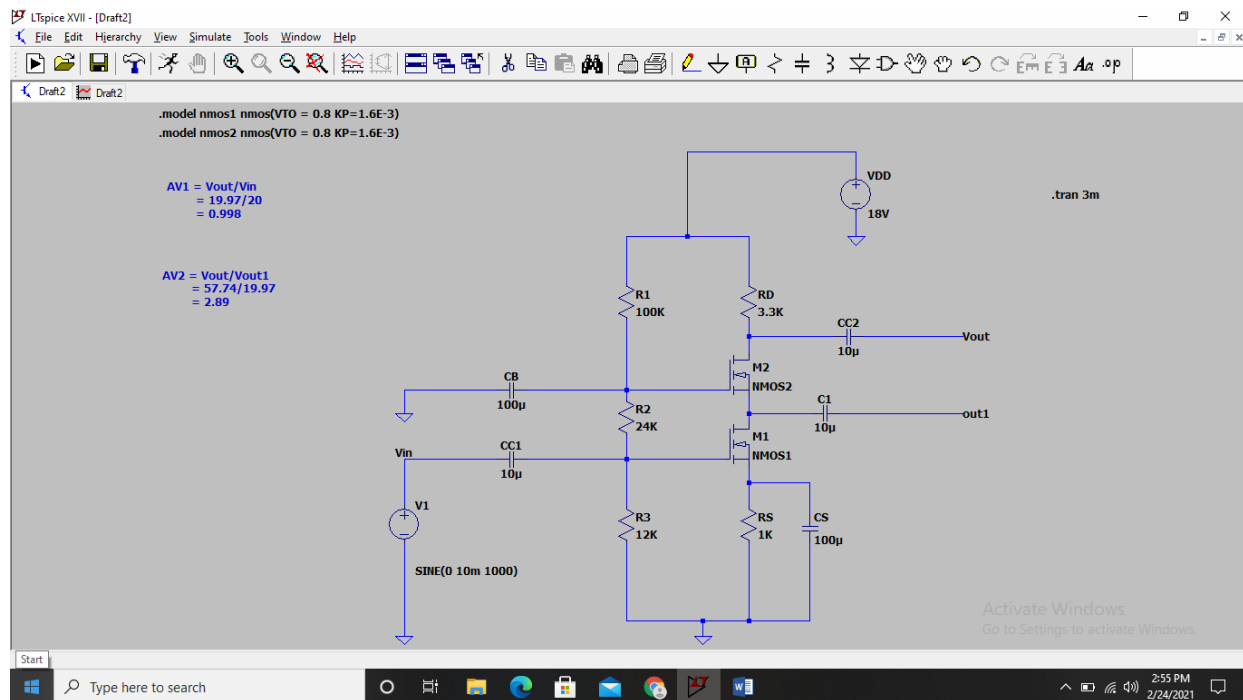 LTspice XVII - [Draft2]
File Edit Hierarchy View Simulate Tools Window Help
Draft2 Draft2
.model nmos1 nmos(VTO = 0.8 KP=1.6E-3)
.model nmos2 nmos(VTO = 0.8 KP=1.6E-3)
AV1 = Vout/Vin
= 19.97/20
= 0.998
AV2 = Vout/Vout1
= 57.74/19.97
= 2.89
VDD
18V
.tran 3m
R1
100K
RD
3.3K
CC2
10µ
Vout
M2
NMOS2
CB
100µ
R2
24K
C1
10µ
out1
M1
NMOS1
Vin
CC1
10µ
V1
SINE(0 10m 1000)
R3
12K
RS
1K
CS
100µ
Activate Windows
Go to Settings to activate Windows.
Start
Type here to search
2:55 PM
2/24/2021